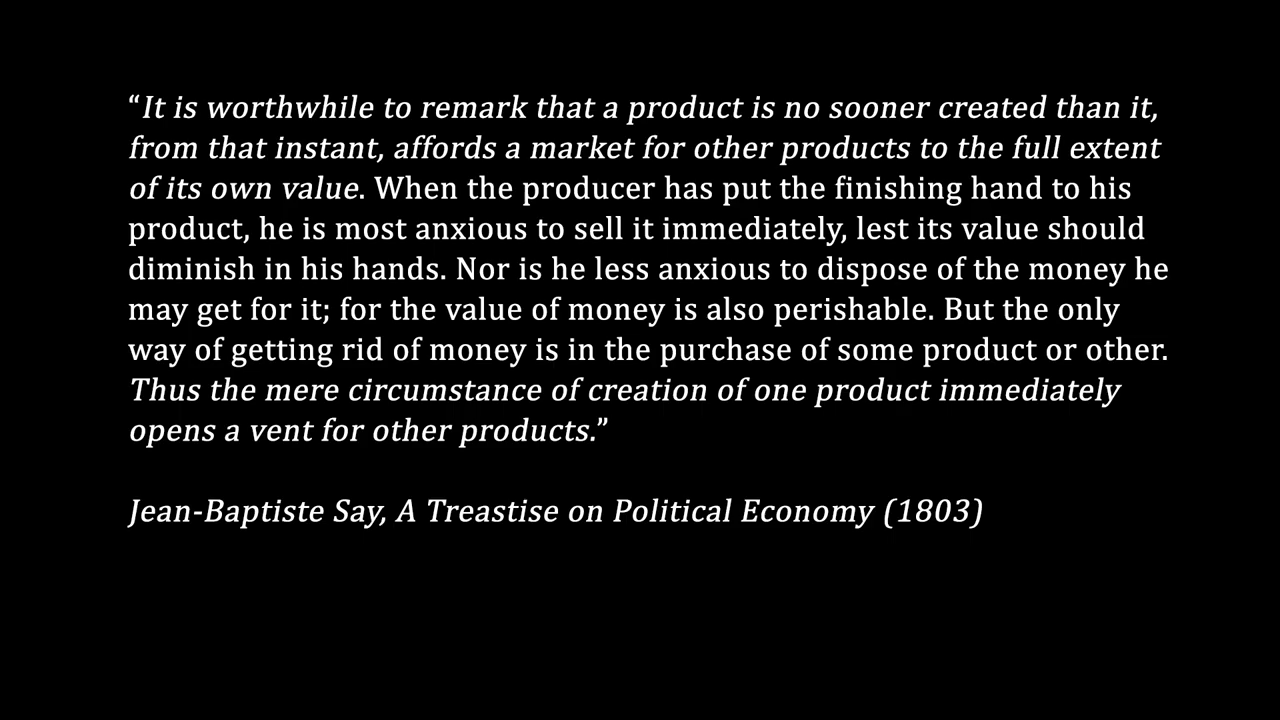 “It is worthwhile to remark that a product is no sooner created than it,
from that instant, affords a market for other products to the full extent
of its own value. When the producer has put the finishing hand to his
product, he is most anxious to sell it immediately, lest its value should
diminish in his hands. Nor is he less anxious to dispose of the money he
may get for it; for the value of money is also perishable. But the only
way of getting rid of money is in the purchase of some product or other.
Thus the mere circumstance of creation of one product immediately
opens a vent for other products.”
Jean-Baptiste Say, A Treastise on Political Economy (1803)